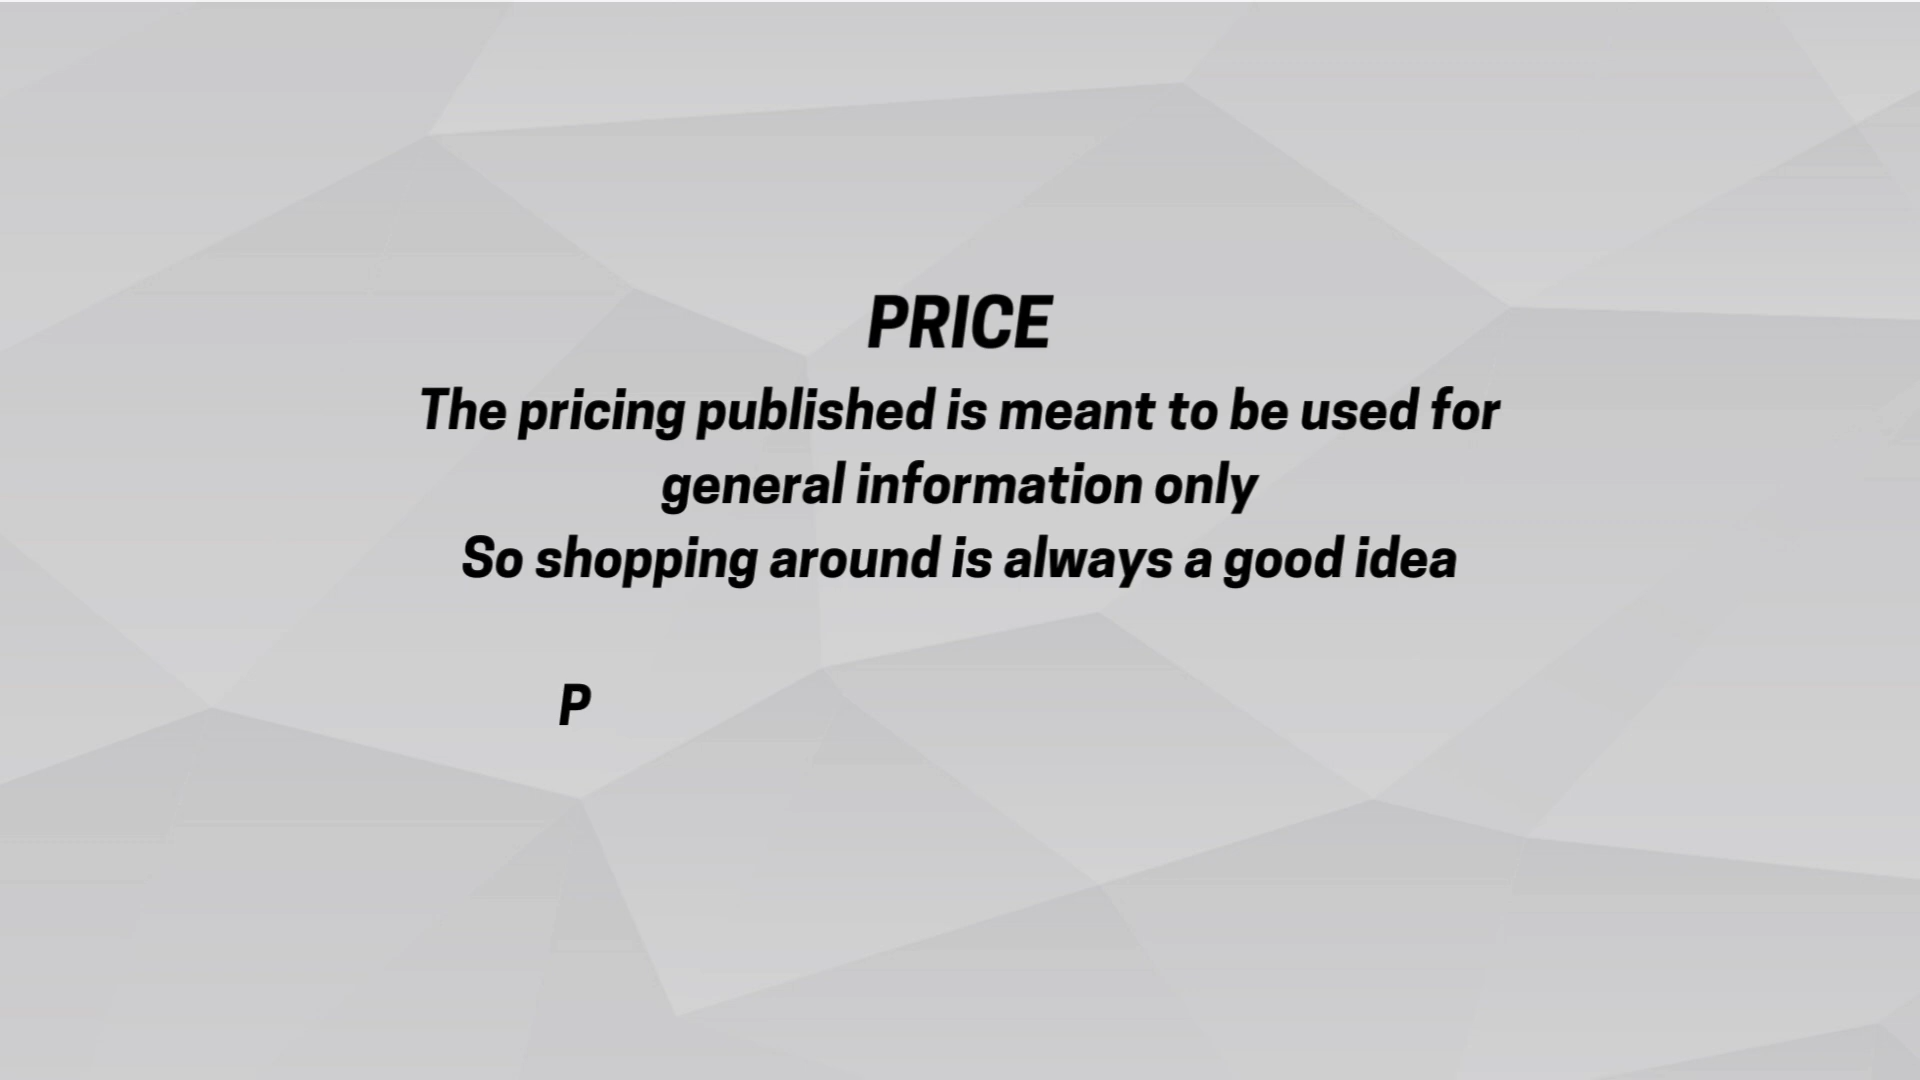 PRICE
The pricing published is meant to be used for
general information only
So shopping around is always a good idea
P